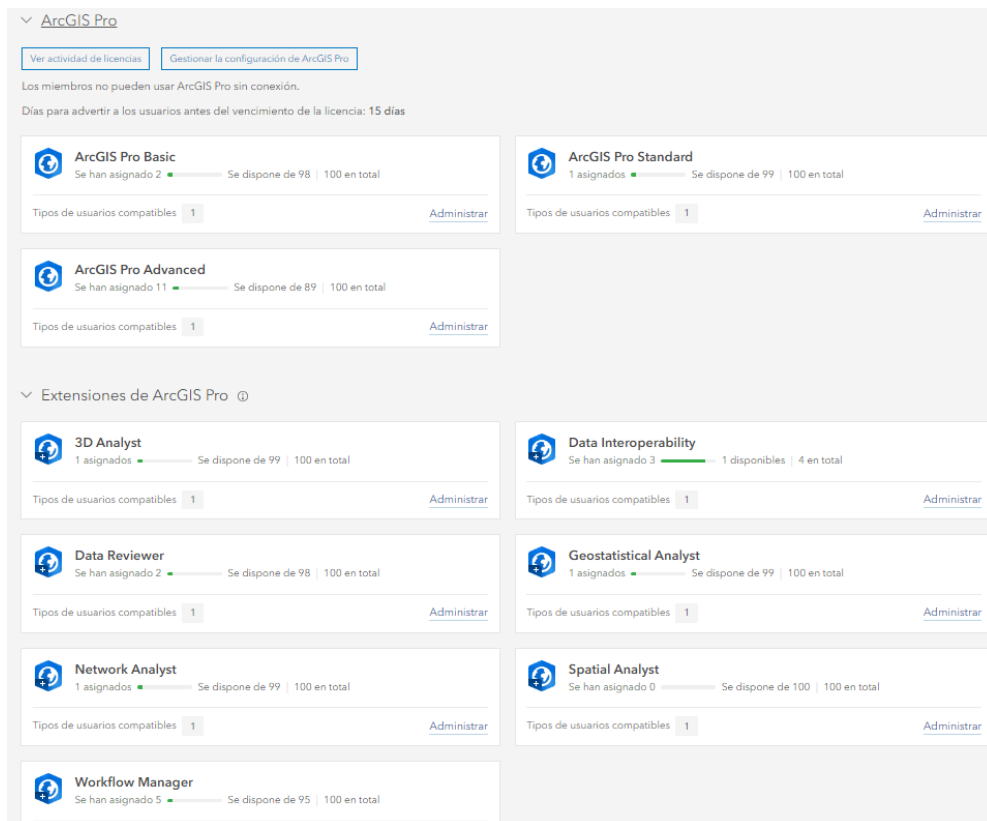 ArcGIS Pro
Ver actividad de licencias
Gestionar la configuración de ArcGIS Pro
Los miembros no pueden usar ArcGIS Pro sin conexión.
Días para advertir a los usuarios antes del vencimiento de la licencia: 15 días
ArcGIS Pro Basic
Se han asignado 2 Se dispone de 98 | 100 en total
Tipos de usuarios compatibles 1 Administrar
ArcGIS Pro Standard
1 asignados Se dispone de 99 | 100 en total
Tipos de usuarios compatibles 1 Administrar
ArcGIS Pro Advanced
Se han asignado 11 Se dispone de 89 | 100 en total
Tipos de usuarios compatibles 1 Administrar
Extensiones de ArcGIS Pro
3D Analyst
1 asignados Se dispone de 99 | 100 en total
Tipos de usuarios compatibles 1 Administrar
Data Interoperability
Se han asignado 3 1 disponibles | 4 en total
Tipos de usuarios compatibles 1 Administrar
Data Reviewer
Se han asignado 2 Se dispone de 98 | 100 en total
Tipos de usuarios compatibles 1 Administrar
Geostatistical Analyst
1 asignados Se dispone de 99 | 100 en total
Tipos de usuarios compatibles 1 Administrar
Network Analyst
1 asignados Se dispone de 99 | 100 en total
Tipos de usuarios compatibles 1 Administrar
Spatial Analyst
Se han asignado 0 Se dispone de 100 | 100 en total
Tipos de usuarios compatibles 1 Administrar
Workflow Manager
Se han asignado 5 Se dispone de 95 | 100 en total